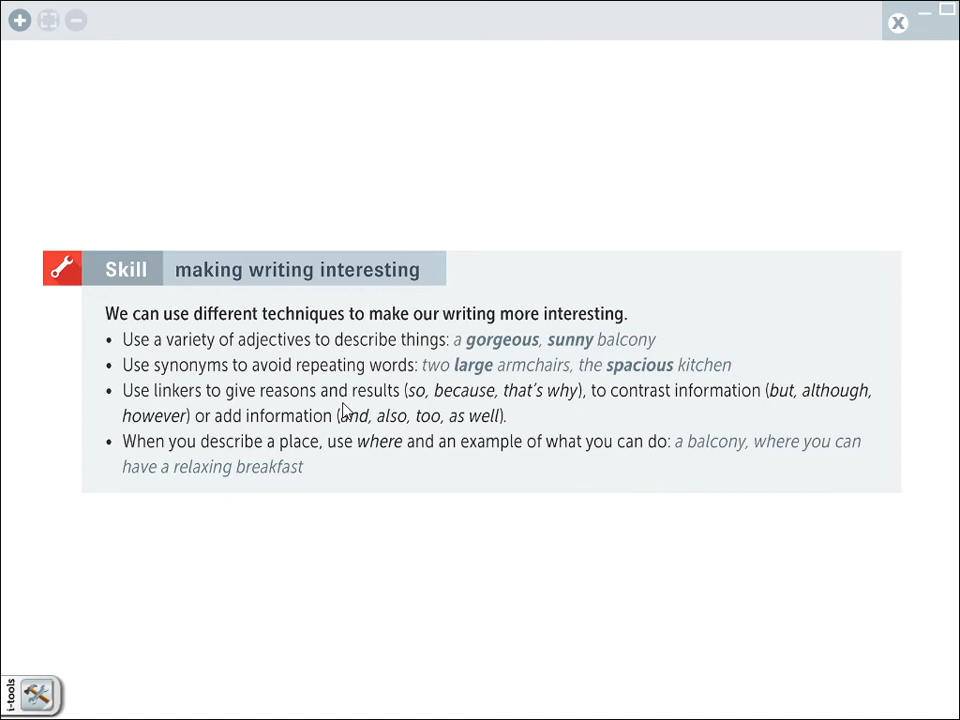 x
Skill making writing interesting
We can use different techniques to make our writing more interesting.
• Use a variety of adjectives to describe things: a gorgeous, sunny balcony
• Use synonyms to avoid repeating words: two large armchairs, the spacious kitchen
• Use linkers to give reasons and results (so, because, that's why), to contrast information (but, although,
however) or add information (and, also, too, as well).
• When you describe a place, use where and an example of what you can do: a balcony, where you can
have a relaxing breakfast
i-tools